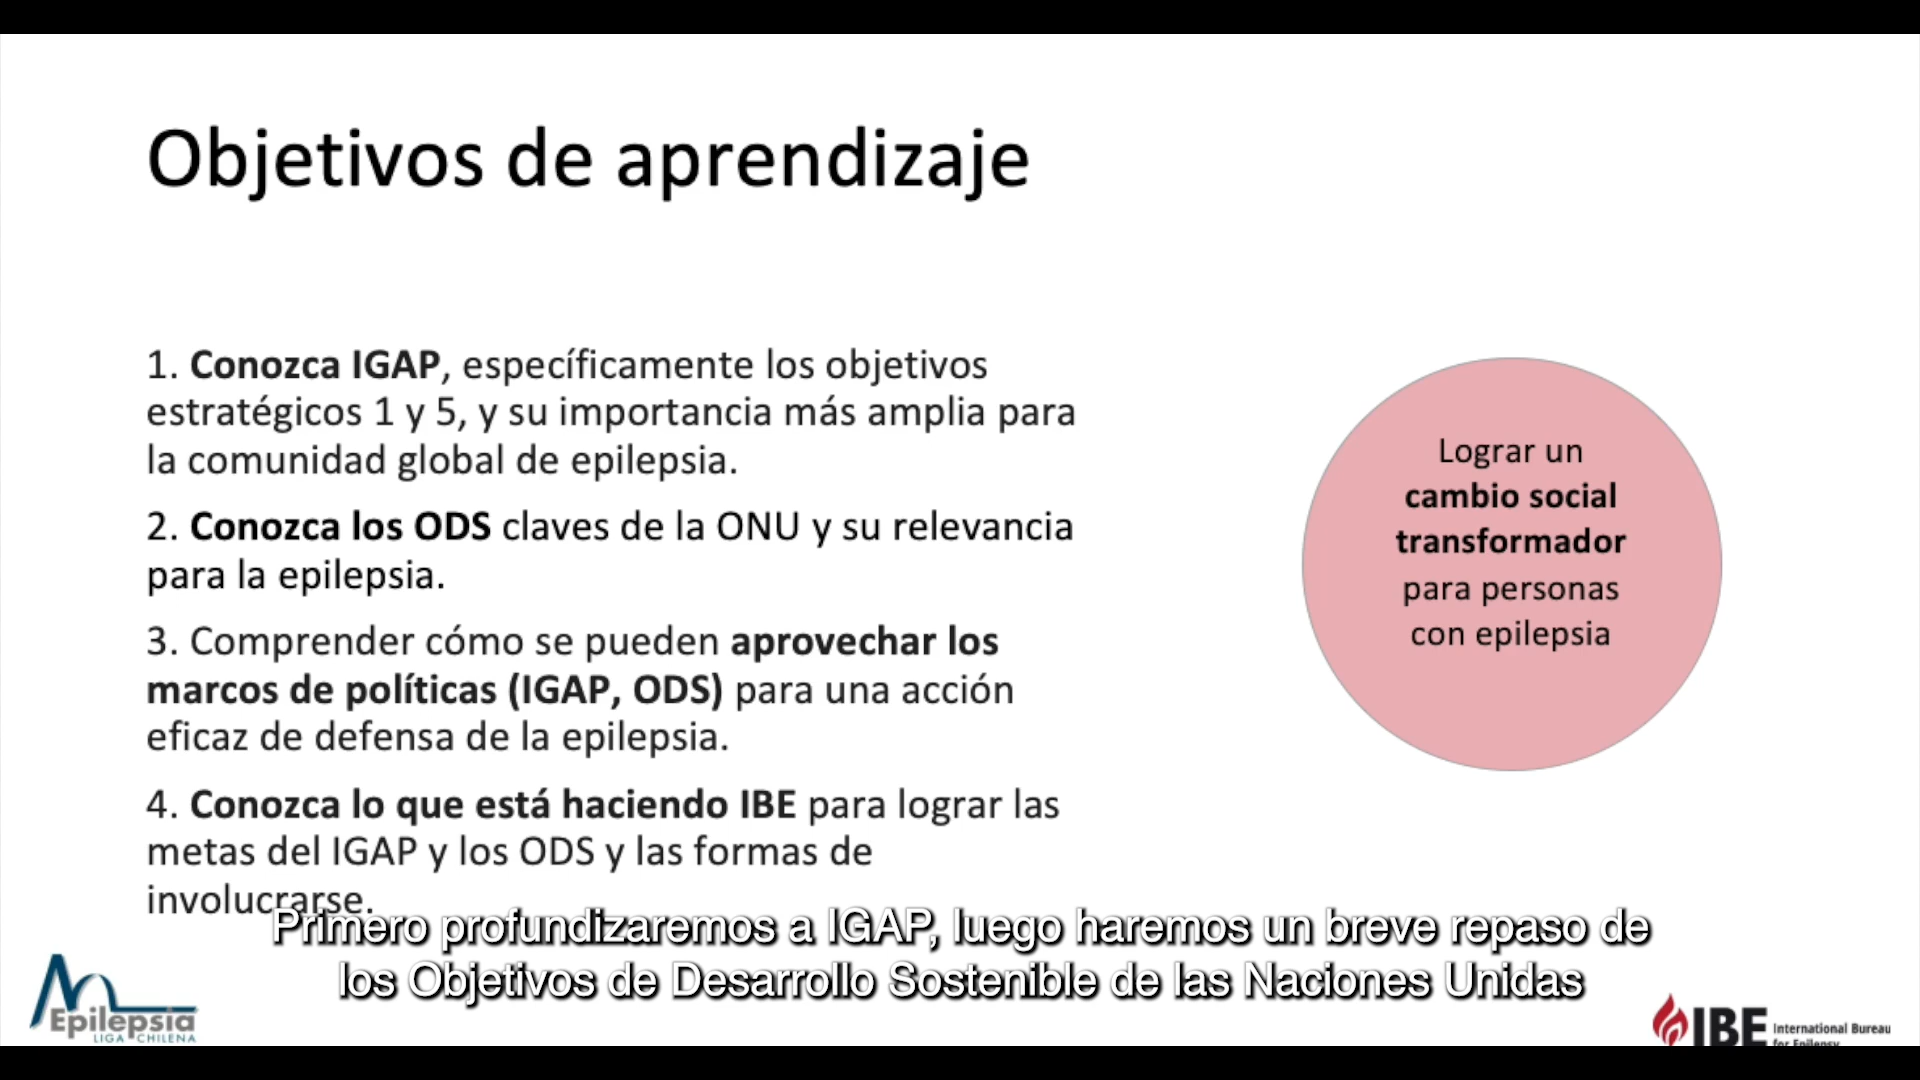 Objetivos de aprendizaje
1. Conozca IGAP, específicamente los objetivos
estratégicos 1 y 5, y su importancia más amplia para
la comunidad global de epilepsia.
2. Conozca los ODS claves de la ONU y su relevancia
para la epilepsia.
3. Comprender cómo se pueden aprovechar los
marcos de políticas (IGAP, ODS) para una acción
eficaz de defensa de la epilepsia.
4. Conozca lo que está haciendo IBE para lograr las
metas del IGAP y los ODS y las formas de
involucrarse.
Lograr un
cambio social
transformador
para personas
con epilepsia
Primero profundizaremos a IGAP, luego haremos un breve repaso de
los Objetivos de Desarrollo Sostenible de las Naciones Unidas
Epilepsia
LIGA CHILENA
IBE
International Bureau
for Epilepsy